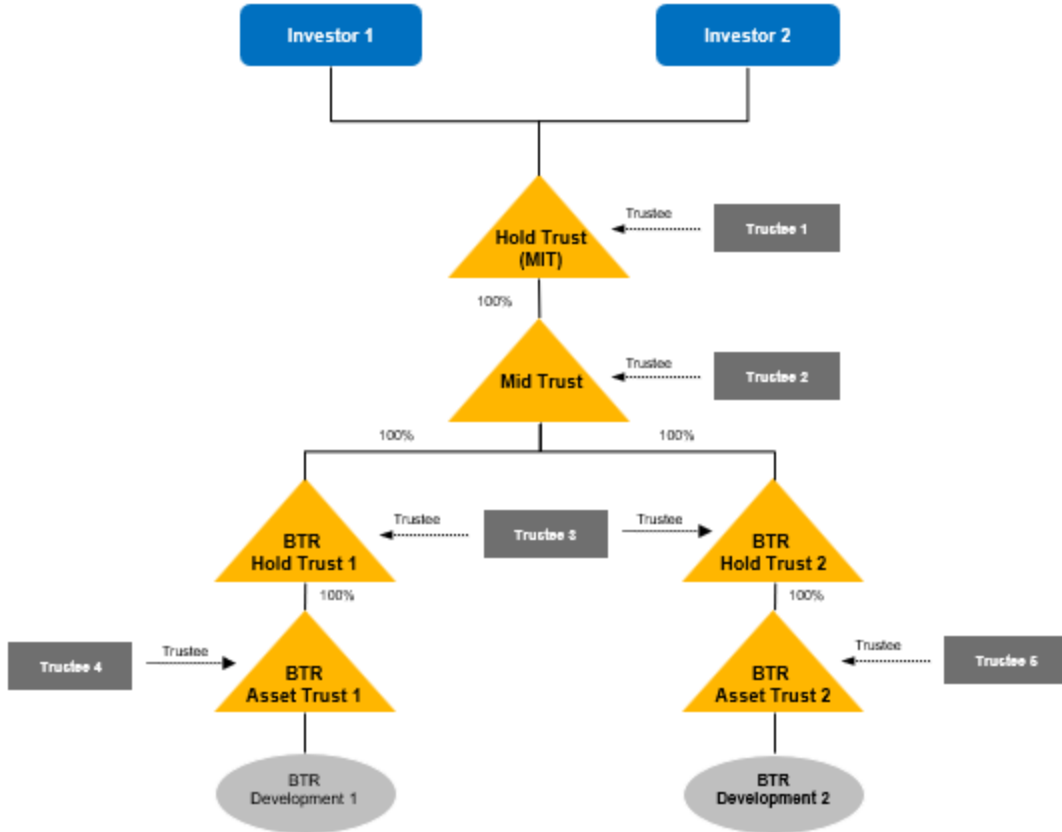 Investor 1
Investor 2
Trustee
Trustee 1
Hold Trust
(MIT)
100%
Trustee
Trustee 2
Mid Trust
100%
100%
Trustee
Trustee 3
Trustee
BTR
Hold Trust 1
BTR
Hold Trust 2
100%
100%
Trustee
Trustee 4
Trustee
Trustee 5
BTR
Asset Trust 1
BTR
Asset Trust 2
BTR
Development 1
BTR
Development 2